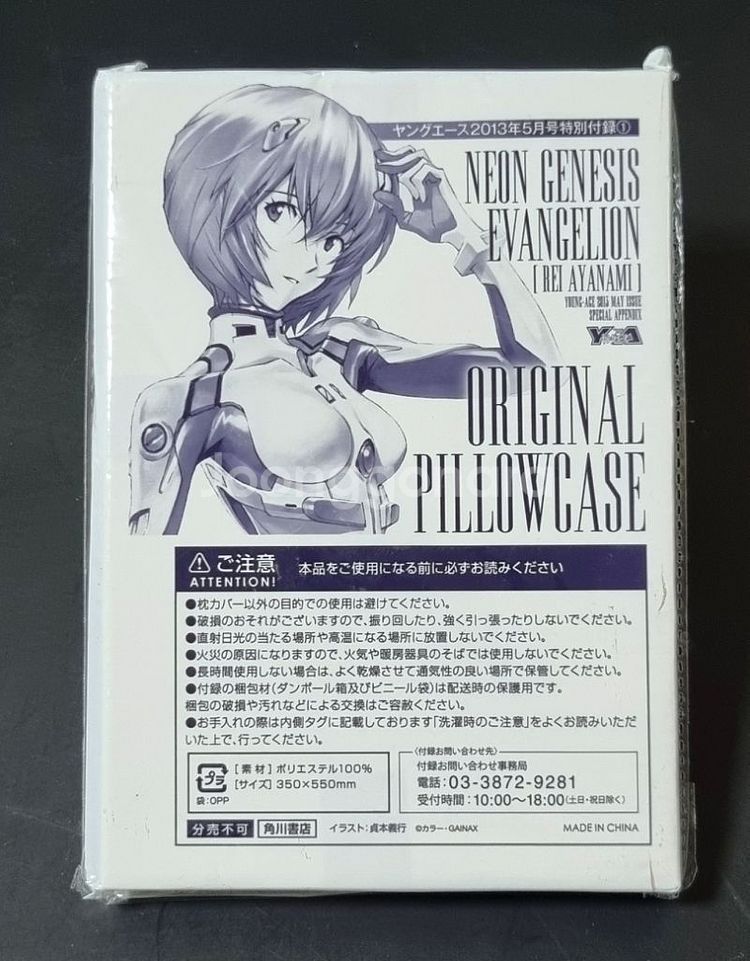 ヤングエース2013年5月号特別付録①
NEON GENESIS
EVANGELION
[ REI AYANAMI ]
YOUNG-ACE 2013 MAY ISSUE
SPECIAL APPENDIX
YA
ORIGINAL
PILLOWCASE
Joonggonara
ご注意 本品をご使用になる前に必ずお読みください
ATTENTION!
●枕カバー以外の目的での使用は避けてください。
●破損のおそれがございますので、振り回したり、強く引っ張ったりしないでください。
●直射日光の当たる場所や高温になる場所に放置しないでください。
●火災の原因になりますので、火気や暖房器具のそばでは使用しないでください。
●長時間使用しない場合は、よく乾燥させて通気性の良い場所で保管してください。
●付録の梱包材(ダンボール箱及びビニール袋)は配送時の保護用です。
梱包の破損や汚れなどによる交換はご容赦ください。
●お手入れの際は内側タグに記載しております「洗濯時のご注意」をよくお読みいただ
いた上で、行ってください。
プラ
袋:OPP
[素材] ポリエステル100%
[サイズ] 350×550mm
〈付録お問い合わせ先〉
付録お問い合わせ事務局
電話:03-3872-9281
受付時間:10:00〜18:00(土日・祝日除く)
分売不可 角川書店 イラスト:貞本義行 ©カラー・GAINAX MADE IN CHINA